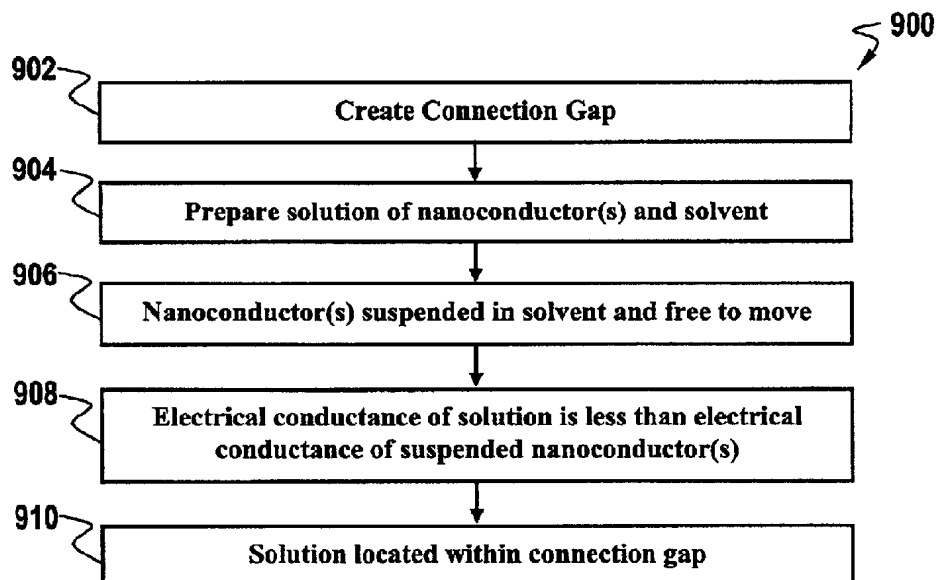 900
902
Create Connection Gap
904
Prepare solution of nanoconductor(s) and solvent
906
Nanoconductor(s) suspended in solvent and free to move
908
Electrical conductance of solution is less than electrical
conductance of suspended nanoconductor(s)
910
Solution located within connection gap